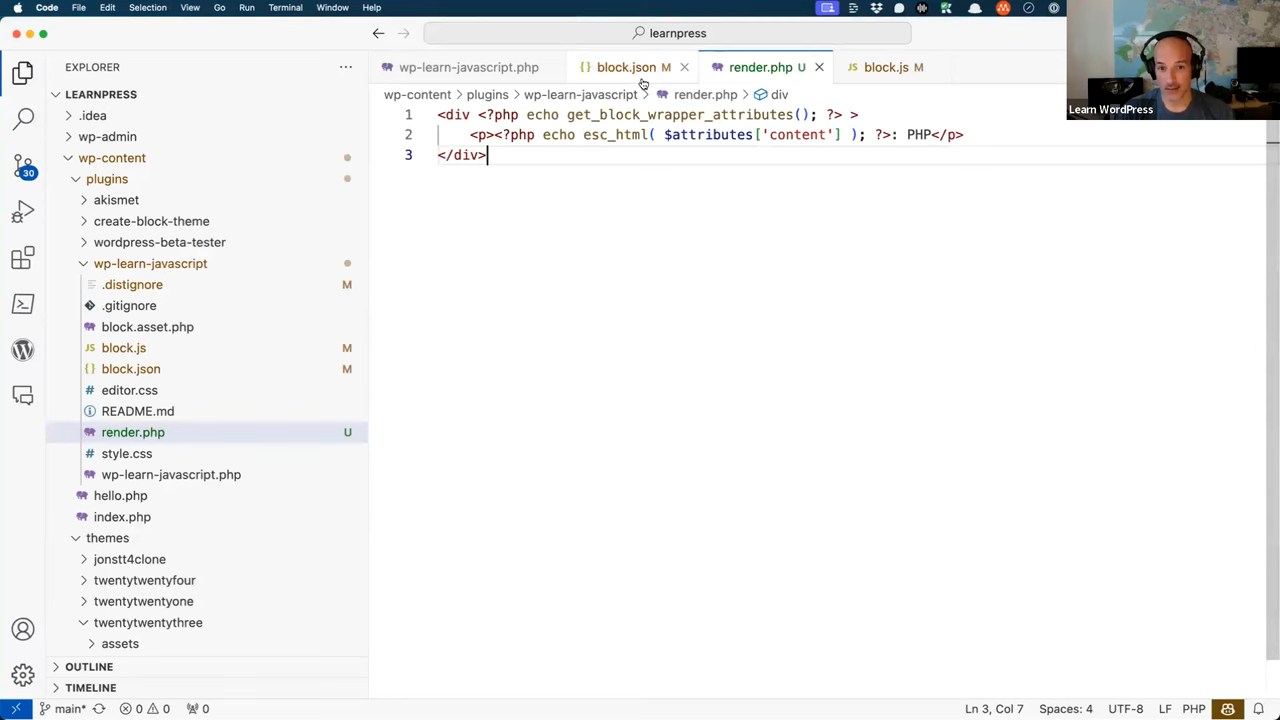 Code File Edit Selection View Go Run Terminal Window Help
learnpress
EXPLORER
wp-learn-javascript.php
block.json M
render.php U
block.js M
Learn WordPress
LEARNPRESS
wp-content > plugins > wp-learn-javascript > render.php > div
.idea
wp-admin
wp-content
plugins
akismet
create-block-theme
wordpress-beta-tester
wp-learn-javascript
.distignore M
.gitignore
block.asset.php
block.js M
block.json M
editor.css
README.md
render.php U
style.css
wp-learn-javascript.php
hello.php
index.php
themes
jonstt4clone
twentytwentyfour
twentytwentyone
twentytwentythree
assets
OUTLINE
TIMELINE
30
1 <div <?php echo get_block_wrapper_attributes(); ?> >
2 <p><?php echo esc_html( $attributes['content'] ); ?>: PHP</p>
3 </div>
main* 0 0 0
Ln 3, Col 7 Spaces: 4 UTF-8 LF PHP